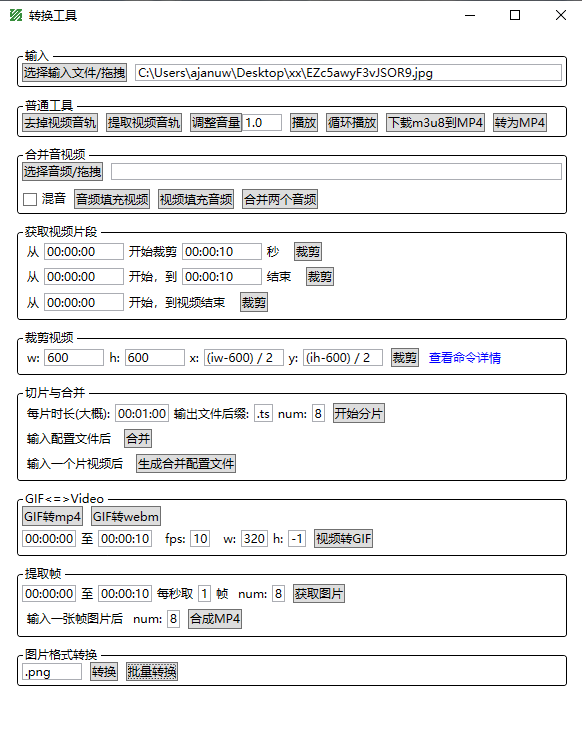 转换工具
输入
选择输入文件/拖拽 C:\Users\ajanuw\Desktop\xx\EZc5awyF3vJSOR9.jpg
普通工具
去掉视频音轨 提取视频音轨 调整音量 1.0 播放 循环播放 下载m3u8到MP4 转为MP4
合并音视频
选择音频/拖拽
混音 音频填充视频 视频填充音频 合并两个音频
获取视频片段
从 00:00:00 开始裁剪 00:00:10 秒 裁剪
从 00:00:00 开始，到 00:00:10 结束 裁剪
从 00:00:00 开始，到视频结束 裁剪
裁剪视频
w: 600 h: 600 x: (iw-600) / 2 y: (ih-600) / 2 裁剪 查看命令详情
切片与合并
每片时长(大概): 00:01:00 输出文件后缀: .ts num: 8 开始分片
输入配置文件后 合并
输入一个片视频后 生成合并配置文件
GIF<=>Video
GIF转mp4 GIF转webm
00:00:00 至 00:00:10 fps: 10 w: 320 h: -1 视频转GIF
提取帧
00:00:00 至 00:00:10 每秒取 1 帧 num: 8 获取图片
输入一张帧图片后 num: 8 合成MP4
图片格式转换
.png 转换 批量转换